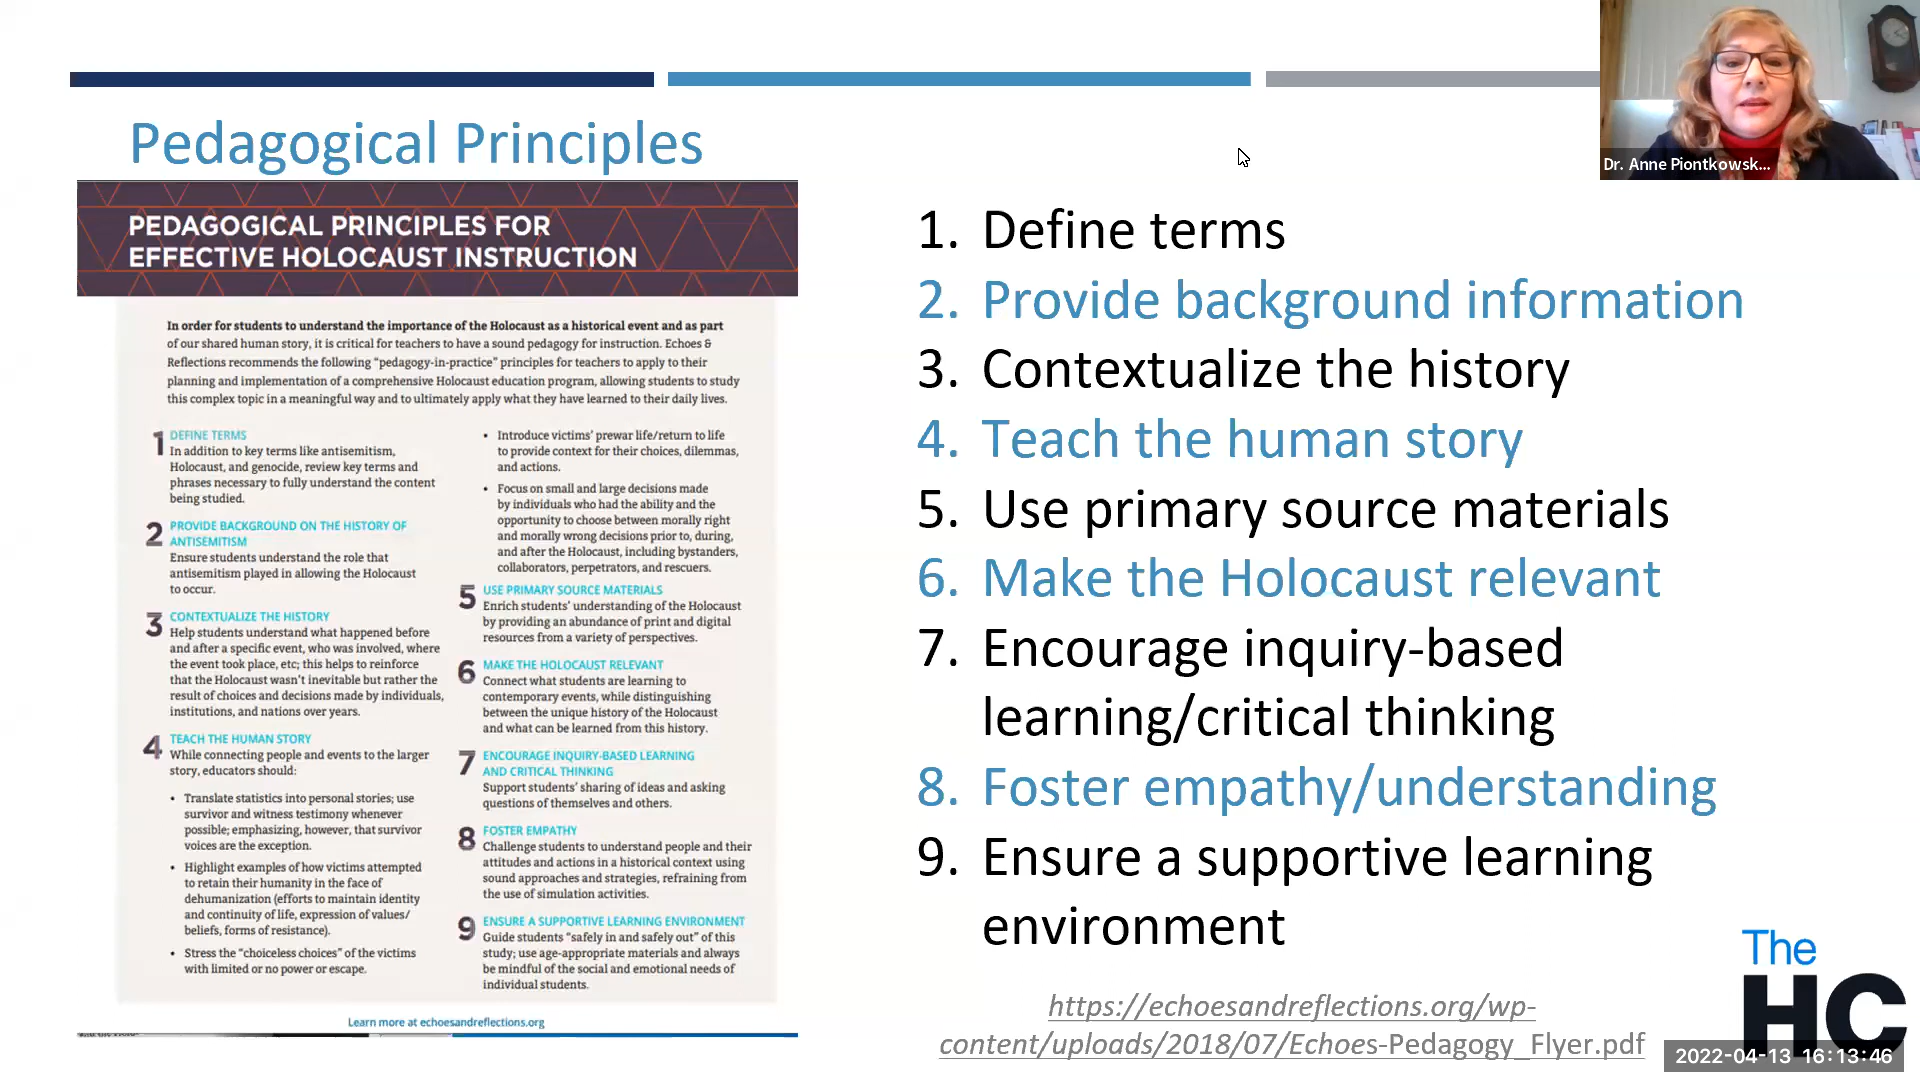 Pedagogical Principles
PEDAGOGICAL PRINCIPLES FOR
EFFECTIVE HOLOCAUST INSTRUCTION
In order for students to understand the importance of the Holocaust as a historical event and as part
of our shared human story, it is critical for teachers to have a sound pedagogy for instruction. Echoes &
Reflections recommends the following “pedagogy-in-practice” principles for teachers to apply to their
planning and implementation of a comprehensive Holocaust education program, allowing students to study
this complex topic in a meaningful way and to ultimately apply what they have learned to their daily lives.
1 DEFINE TERMS
In addition to key terms like antisemitism,
Holocaust, and genocide, review key terms and
phrases necessary to fully understand the content
being studied.
2 PROVIDE BACKGROUND ON THE HISTORY OF
ANTISEMITISM
Ensure students understand the role that
antisemitism played in allowing the Holocaust
to occur.
3 CONTEXTUALIZE THE HISTORY
Help students understand what happened before
and after a specific event, who was involved, where
the event took place, etc; this helps to reinforce
that the Holocaust wasn’t inevitable but rather the
result of choices and decisions made by individuals,
institutions, and nations over years.
4 TEACH THE HUMAN STORY
While connecting people and events to the larger
story, educators should:
• Translate statistics into personal stories; use
survivor and witness testimony whenever
possible; emphasizing, however, that survivor
voices are the exception.
• Highlight examples of how victims attempted
to retain their humanity in the face of
dehumanization (efforts to maintain identity
and continuity of life, expression of values/
beliefs, forms of resistance).
• Stress the “choiceless choices” of the victims
with limited or no power or escape.
• Introduce victims’ prewar life/return to life
to provide context for their choices, dilemmas,
and actions.
• Focus on small and large decisions made
by individuals who had the ability and the
opportunity to choose between morally right
and morally wrong decisions prior to, during,
and after the Holocaust, including bystanders,
collaborators, perpetrators, and rescuers.
5 USE PRIMARY SOURCE MATERIALS
Enrich students’ understanding of the Holocaust
by providing an abundance of print and digital
resources from a variety of perspectives.
6 MAKE THE HOLOCAUST RELEVANT
Connect what students are learning to
contemporary events, while distinguishing
between the unique history of the Holocaust
and what can be learned from this history.
7 ENCOURAGE INQUIRY-BASED LEARNING
AND CRITICAL THINKING
Support students’ sharing of ideas and asking
questions of themselves and others.
8 FOSTER EMPATHY
Challenge students to understand people and their
attitudes and actions in a historical context using
sound approaches and strategies, refraining from
the use of simulation activities.
9 ENSURE A SUPPORTIVE LEARNING ENVIRONMENT
Guide students “safely in and safely out” of this
study; use age-appropriate materials and always
be mindful of the social and emotional needs of
individual students.
Learn more at echoesandreflections.org
1. Define terms
2. Provide background information
3. Contextualize the history
4. Teach the human story
5. Use primary source materials
6. Make the Holocaust relevant
7. Encourage inquiry-based
learning/critical thinking
8. Foster empathy/understanding
9. Ensure a supportive learning
environment
https://echoesandreflections.org/wp-
content/uploads/2018/07/Echoes-Pedagogy_Flyer.pdf
Dr. Anne Piontkowsk...
The
HC
2022-04-13 16:13:46